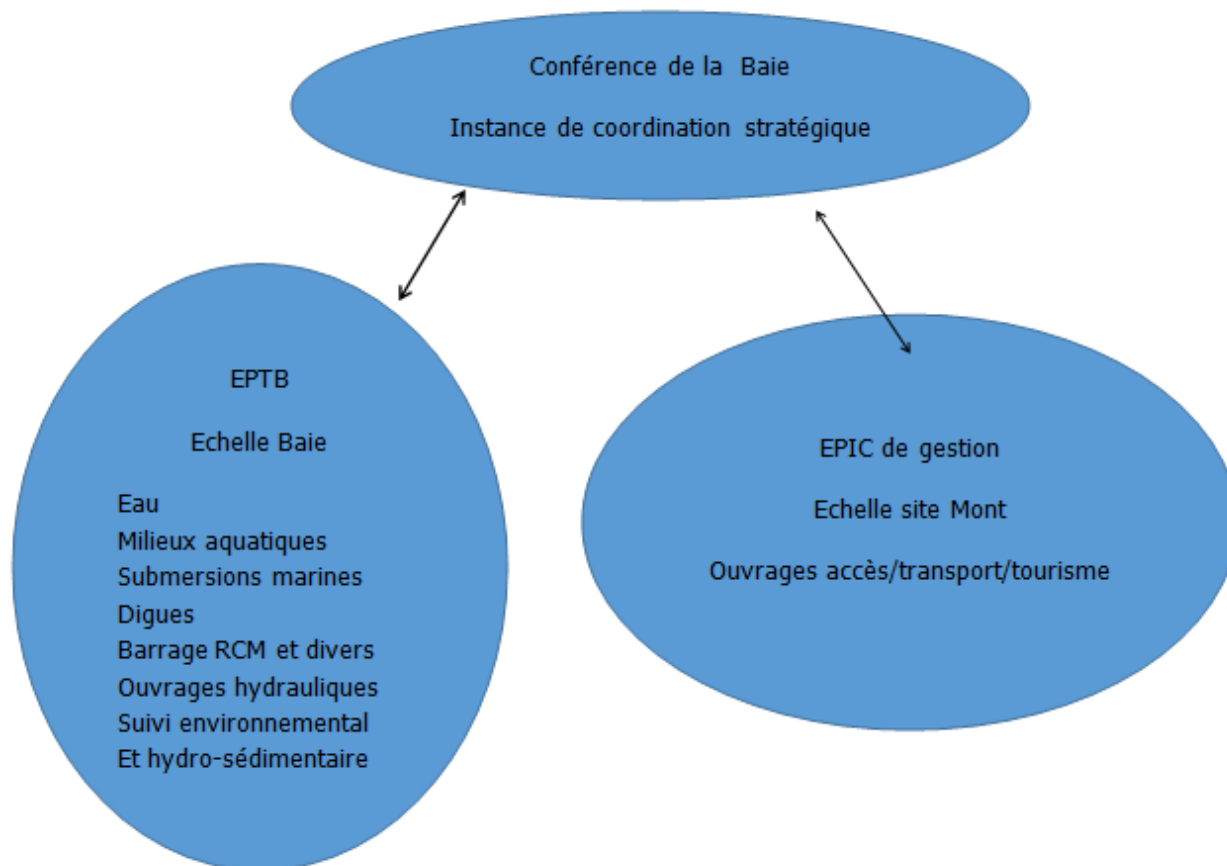 Conférence de la Baie
Instance de coordination stratégique
EPTB
Echelle Baie
Eau
Milieux aquatiques
Submersions marines
Digues
Barrage RCM et divers
Ouvrages hydrauliques
Suivi environnemental
Et hydro-sédimentaire
EPIC de gestion
Echelle site Mont
Ouvrages accès/transport/tourisme